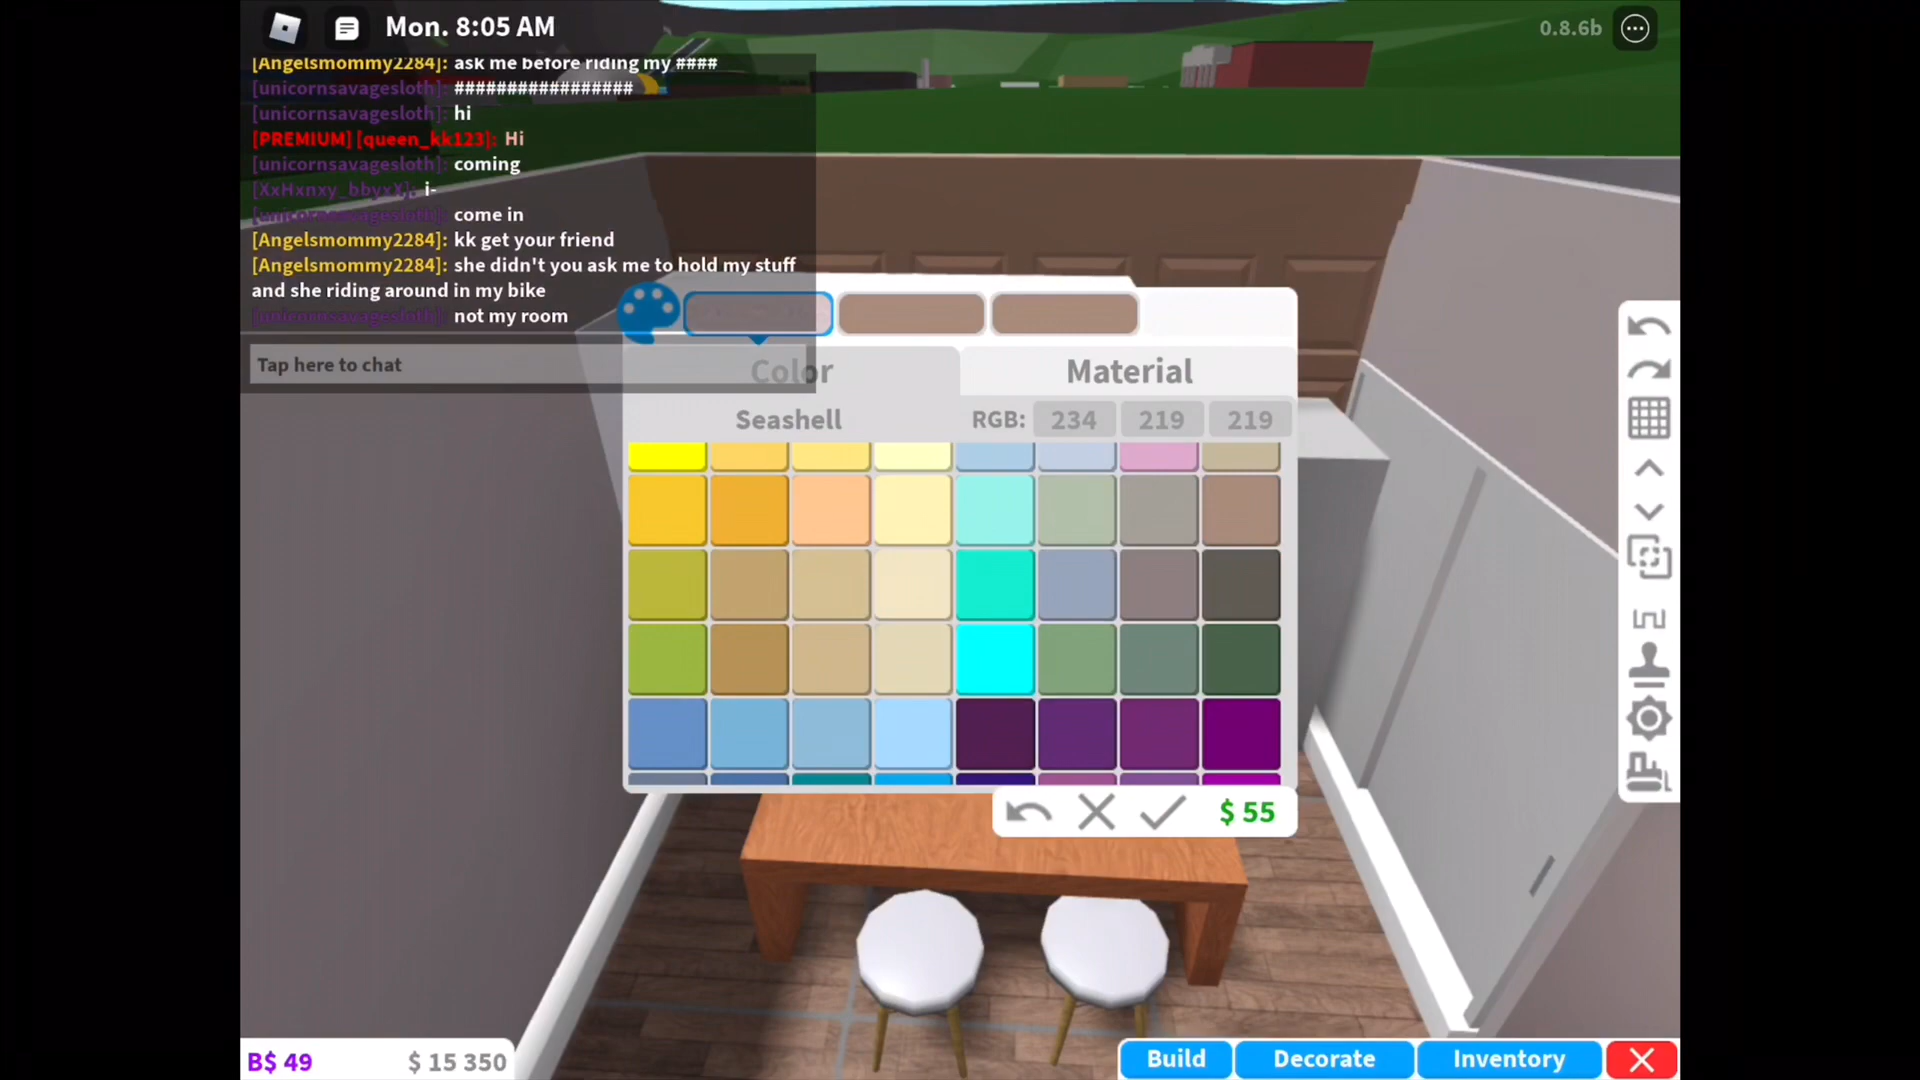 Mon. 8:05 AM
0.8.6b
[Angelsmommy2284]: ask me before riding my ####
[unicornsavagesloth]: #################
[unicornsavagesloth]: hi
[PREMIUM] [queen_kk123]: Hi
[unicornsavagesloth]: coming
[XxHxnxy_bbyxX]: i-
[unicornsavagesloth]: come in
[Angelsmommy2284]: kk get your friend
[Angelsmommy2284]: she didn't you ask me to hold my stuff
and she riding around in my bike
[unicornsavagesloth]: not my room
Tap here to chat
Color
Material
Seashell
RGB: 234 219 219
$ 55
B$ 49
$ 15 350
Build
Decorate
Inventory